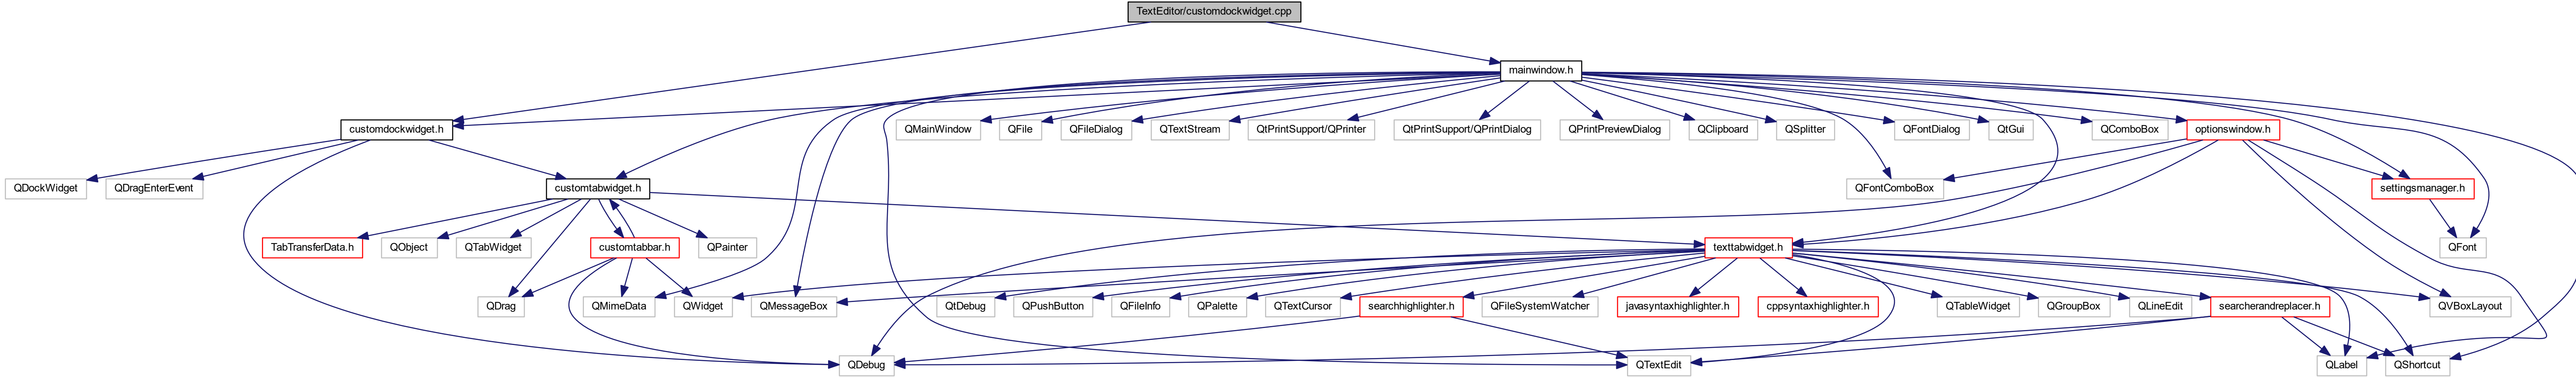 TextEditor/customdockwidget.cpp
mainwindow.h
customdockwidget.h
QMainWindow
QFile
QFileDialog
QTextStream
QtPrintSupport/QPrinter
QtPrintSupport/QPrintDialog
QPrintPreviewDialog
QClipboard
QSplitter
QFontDialog
QtGui
QComboBox
optionswindow.h
QDockWidget
QDragEnterEvent
customtabwidget.h
QFontComboBox
settingsmanager.h
TabTransferData.h
QObject
QTabWidget
customtabbar.h
QPainter
texttabwidget.h
QFont
QDrag
QMimeData
QWidget
QMessageBox
QtDebug
QPushButton
QFileInfo
QPalette
QTextCursor
searchhighlighter.h
QFileSystemWatcher
javasyntaxhighlighter.h
cppsyntaxhighlighter.h
QTableWidget
QGroupBox
QLineEdit
searcherandreplacer.h
QVBoxLayout
QDebug
QTextEdit
QLabel
QShortcut